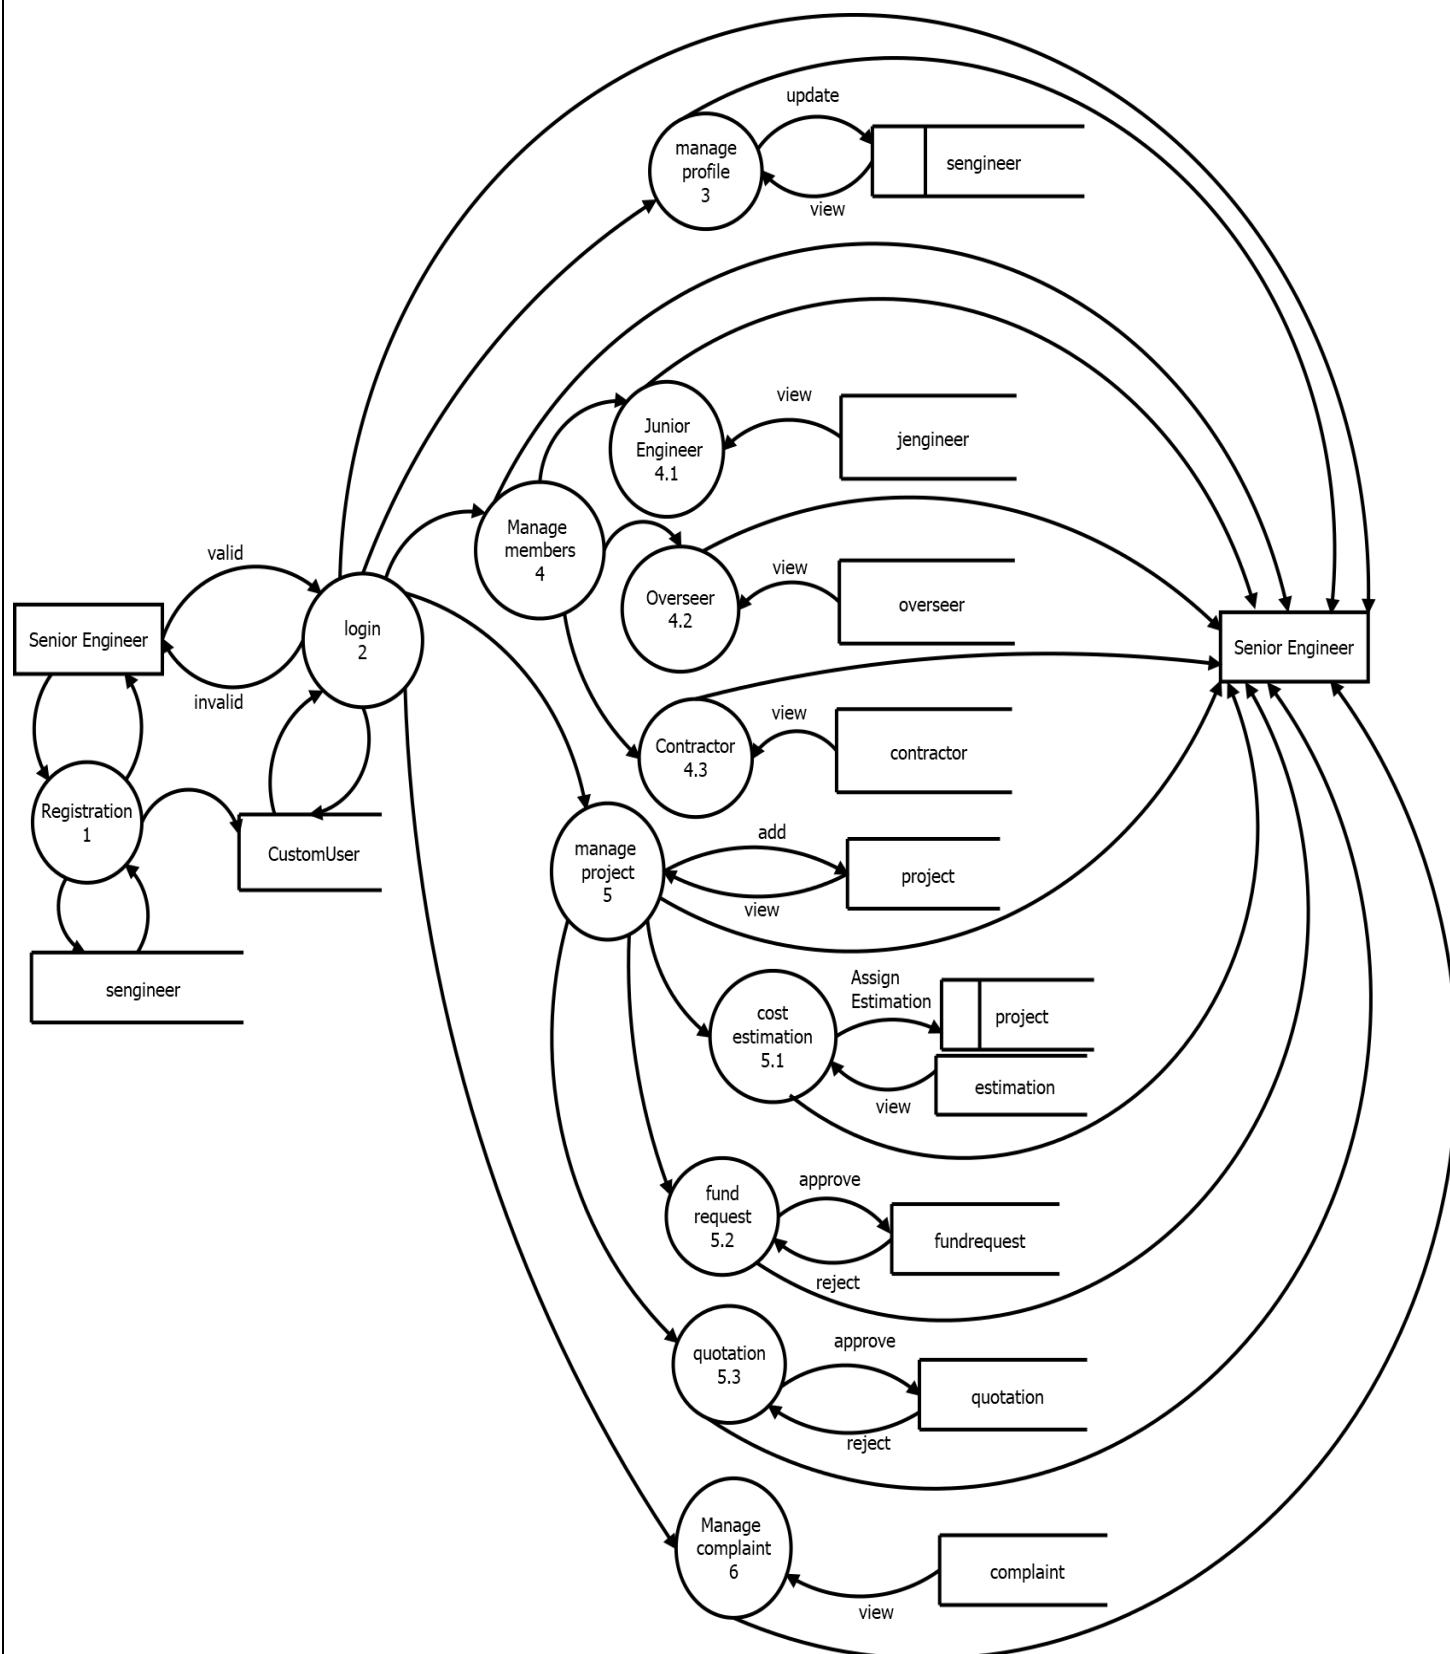 update
manage
profile
3
sengineer
view
view
Junior
Engineer
4.1
jengineer
Manage
members
4
valid
view
Overseer
4.2
overseer
Senior Engineer
login
2
Senior Engineer
invalid
view
Contractor
4.3
contractor
Registration
1
CustomUser
add
manage
project
5
project
view
sengineer
Assign
Estimation
cost
estimation
5.1
project
estimation
view
approve
fund
request
5.2
fundrequest
reject
approve
quotation
5.3
quotation
reject
Manage
complaint
6
complaint
view